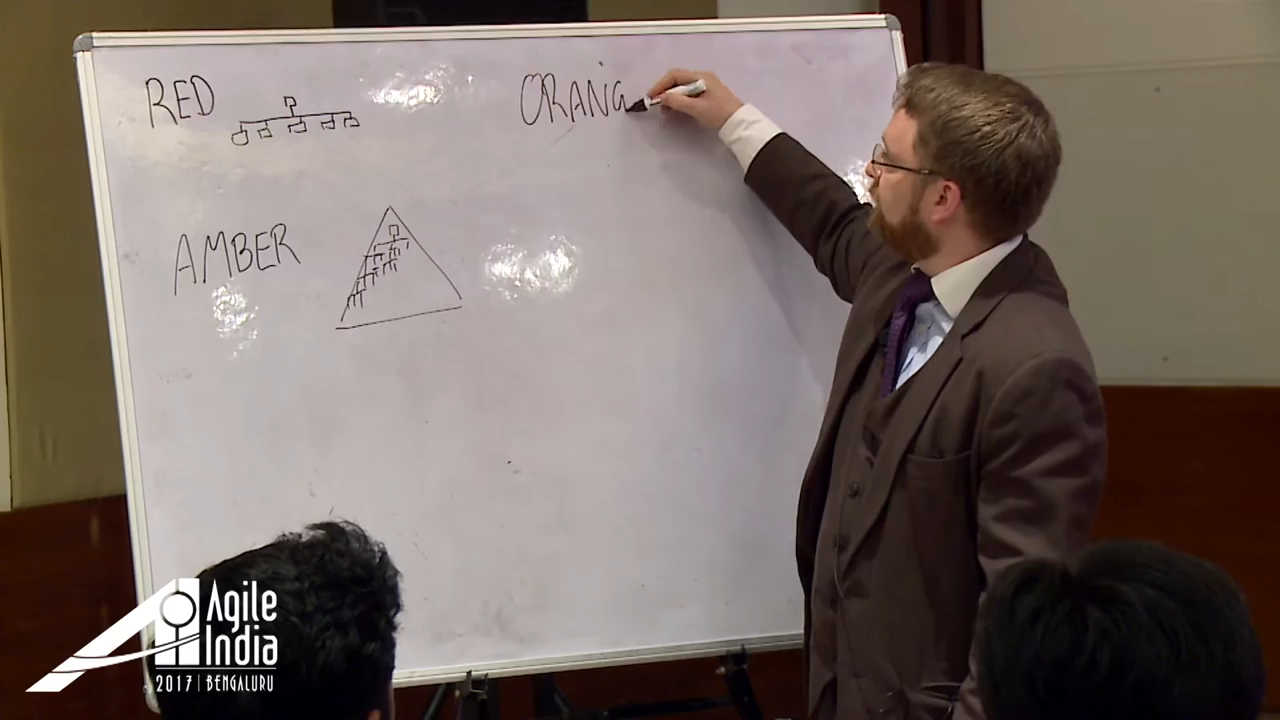 RED
ORANG
AMBER
Agile
India
2017 | BENGALURU